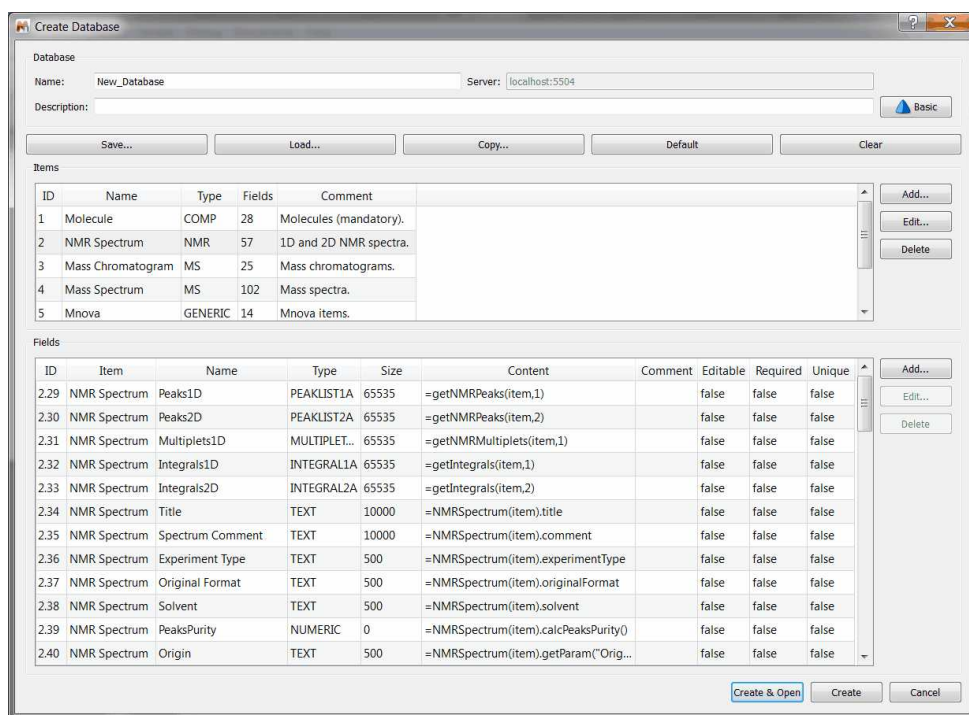 Create Database
Database
Name: New_Database Server: localhost:5504
Description: Basic
Save... Load... Copy... Default Clear
Items
ID Name Type Fields Comment Add...
1 Molecule COMP 28 Molecules (mandatory). Edit...
2 NMR Spectrum NMR 57 1D and 2D NMR spectra. Delete
3 Mass Chromatogram MS 25 Mass chromatograms.
4 Mass Spectrum MS 102 Mass spectra.
5 Mnova GENERIC 14 Mnova items.
Fields
ID Item Name Type Size Content Comment Editable Required Unique Add...
2.29 NMR Spectrum Peaks1D PEAKLIST1A 65535 =getNMRPeaks(item,1) false false false Edit...
2.30 NMR Spectrum Peaks2D PEAKLIST2A 65535 =getNMRPeaks(item,2) false false false Delete
2.31 NMR Spectrum Multiplets1D MULTIPLET... 65535 =getNMRMultiplets(item,1) false false false
2.32 NMR Spectrum Integrals1D INTEGRAL1A 65535 =getIntegrals(item,1) false false false
2.33 NMR Spectrum Integrals2D INTEGRAL2A 65535 =getIntegrals(item,2) false false false
2.34 NMR Spectrum Title TEXT 10000 =NMRSpectrum(item).title false false false
2.35 NMR Spectrum Spectrum Comment TEXT 10000 =NMRSpectrum(item).comment false false false
2.36 NMR Spectrum Experiment Type TEXT 500 =NMRSpectrum(item).experimentType false false false
2.37 NMR Spectrum Original Format TEXT 500 =NMRSpectrum(item).originalFormat false false false
2.38 NMR Spectrum Solvent TEXT 500 =NMRSpectrum(item).solvent false false false
2.39 NMR Spectrum PeaksPurity NUMERIC 0 =NMRSpectrum(item).calcPeaksPurity() false false false
2.40 NMR Spectrum Origin TEXT 500 =NMRSpectrum(item).getParam("Orig... false false false
Create & Open Create Cancel